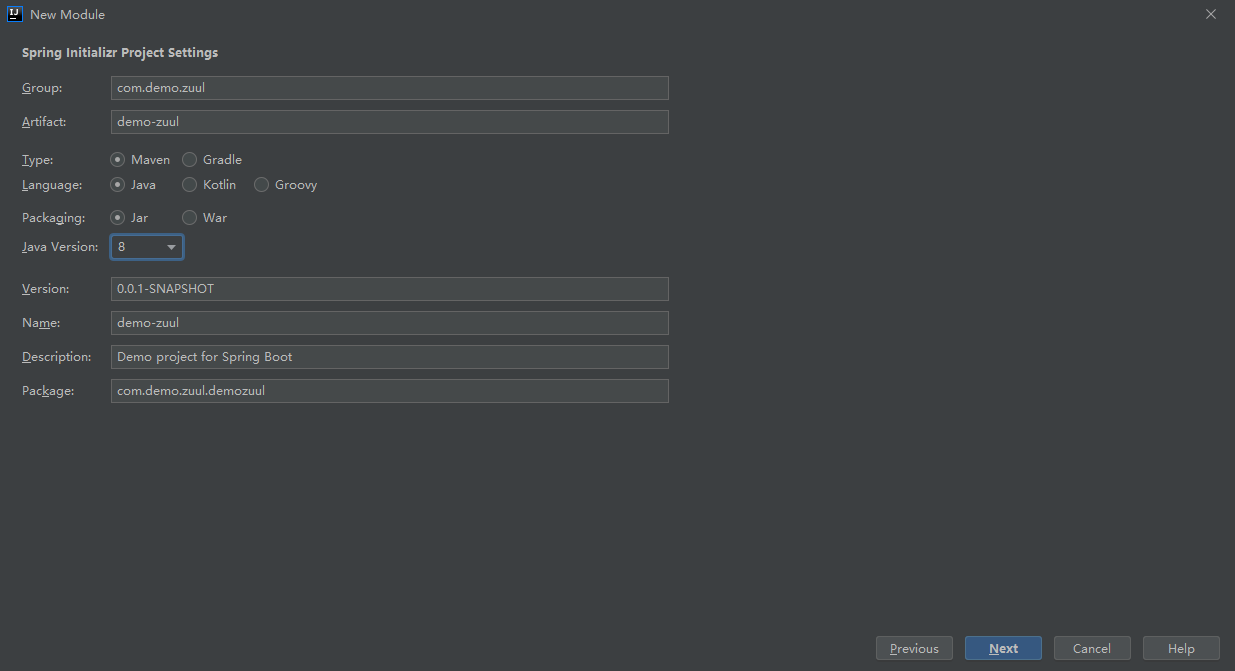 New Module
Spring Initializr Project Settings
Group: com.demo.zuul
Artifact: demo-zuul
Type: Maven Gradle
Language: Java Kotlin Groovy
Packaging: Jar War
Java Version: 8
Version: 0.0.1-SNAPSHOT
Name: demo-zuul
Description: Demo project for Spring Boot
Package: com.demo.zuul.demozuul
Previous Next Cancel Help